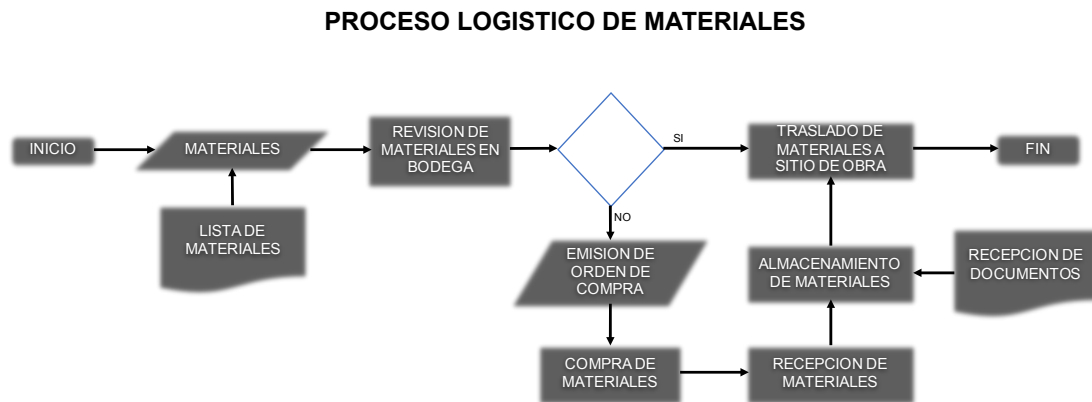 PROCESO LOGISTICO DE MATERIALES
INICIO
MATERIALES
REVISION DE
MATERIALES EN
BODEGA
SI
TRASLADO DE
MATERIALES A
SITIO DE OBRA
FIN
LISTA DE
MATERIALES
NO
EMISION DE
ORDEN DE
COMPRA
ALMACENAMIENTO
DE MATERIALES
RECEPCION DE
DOCUMENTOS
COMPRA DE
MATERIALES
RECEPCION DE
MATERIALES